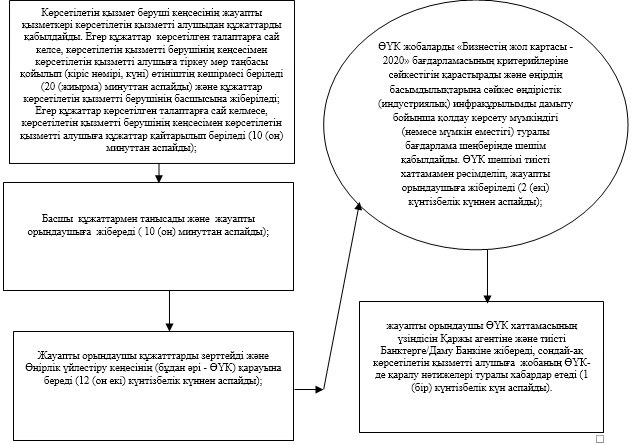 Көрсетілетін қызмет беруші кеңсесінің жауапты
қызметкері көрсетілетін қызметті алушыдан құжаттарды
қабылдайды. Егер құжаттар көрсетілген талаптарға сай
келсе, көрсетілетін қызметті берушінің кеңсесімен
көрсетілетін қызметті алушыға тіркеу мөр таңбасы
қойылып (кіріс нөмірі, күні) өтініштің көшірмесі беріледі
(20 (жиырма) минуттан аспайды) және құжаттар
көрсетілетін қызметті берушінің басшысына жіберіледі;
Егер құжаттар көрсетілген талаптарға сай келмесе,
көрсетілетін қызметті берушінің кеңсесімен көрсетілетін
қызметті алушыға құжаттар қайтарылып беріледі (10 (он)
минуттан аспайды);
Басшы құжаттармен танысады және жауапты
орындаушыға жібереді ( 10 (он) минуттан аспайды);
Жауапты орындаушы құжатттарды зерттейді және
Өңірлік үйлестіру кеңесінің (бұдан әрі - ӨҮК) қарауына
береді (12 (он екі) күнтізбелік күннен аспайды);
ӨҮК жобаларды «Бизнестің жол картасы -
2020» бағдарламасының критерийлеріне
сәйкестігін қарастырады және өңірдің
басымдылықтарына сәйкес өндірістік
(индустриялық) инфрақұрылымды дамыту
бойынша қолдау көрсету мүмкіндігі
(немесе мүмкін еместігі) туралы
бағдарлама шеңберінде шешім
қабылдайды. ӨҮК шешімі тиісті
хаттамамен рәсімделіп, жауапты
орындаушыға жіберіледі (2 (екі)
күнтізбелік күннен аспайды);
жауапты орындаушы ӨҮК хаттамасының
үзіндісін Қаржы агентіне және тиісті
Банктерге/Даму Банкіне жібереді, сондай-ақ
көрсетілетін қызметті алушыға жобаның ӨҮК-
де қаралу нәтижелері туралы хабардар етеді (1
(бір) күнтізбелік күн аспайды).